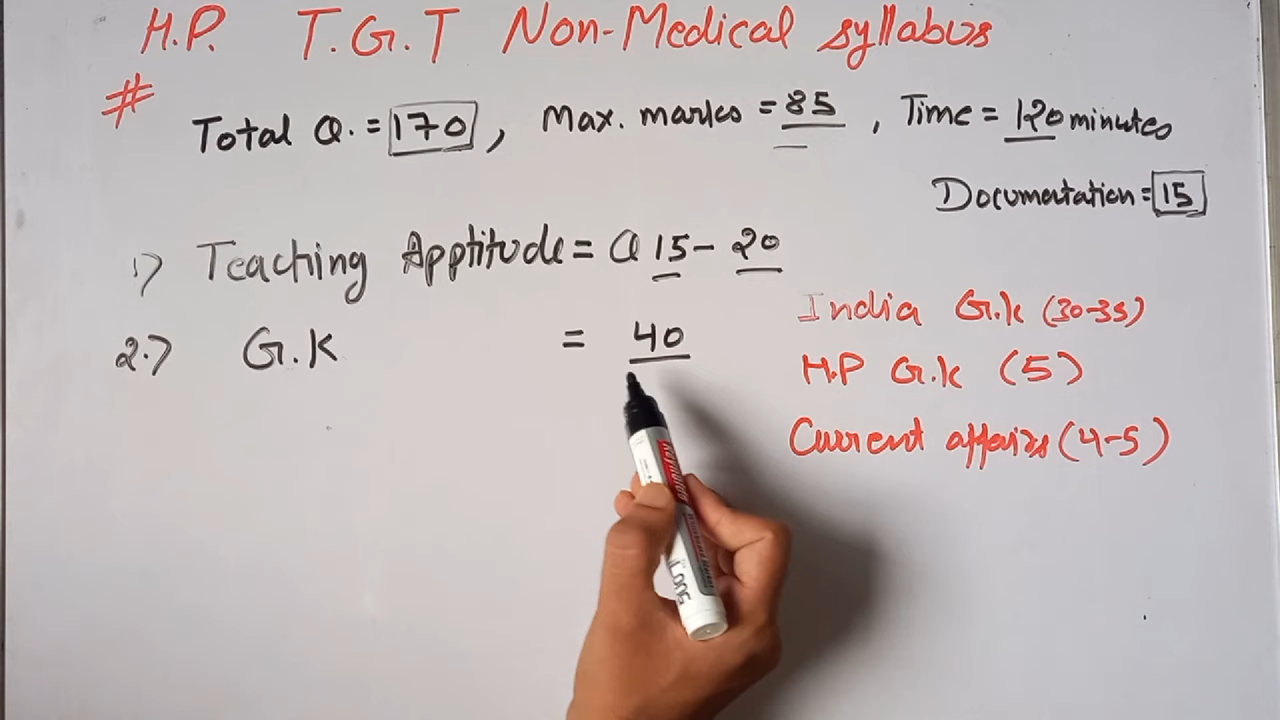 H.P. T.G.T Non-Medical syllabus
# Total Q. = 170, Max. marks = 85, Time = 120 minutes
Documentation = 15
1) Teaching Apptitude = Q 15 - 20
2.) G.K = 40
India G.k (30-35)
H.P G.k (5)
Current affairs (4-5)